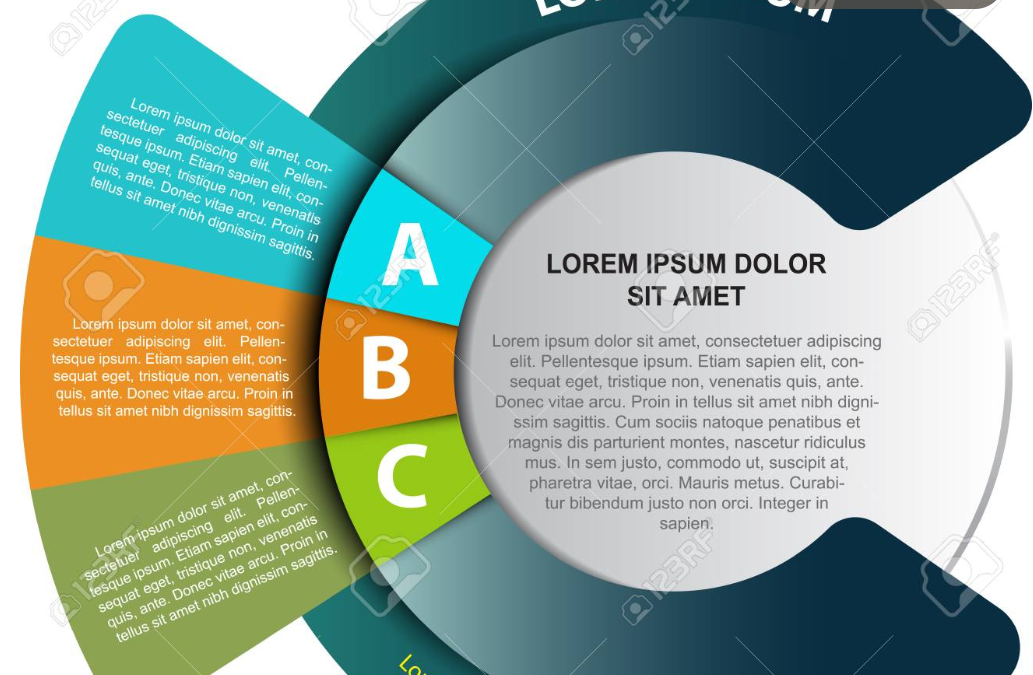 Lorem ipsum dolor sit amet, con-
sectetuer adipiscing elit. Pellen-
tesque ipsum. Etiam sapien elit, con-
sequat eget, tristique non, venenatis
quis, ante. Donec vitae arcu. Proin in
tellus sit amet nibh dignissim sagittis.
A
Lorem ipsum dolor sit amet, con-
sectetuer adipiscing elit. Pellen-
tesque ipsum. Etiam sapien elit, con-
sequat eget, tristique non, venenatis
quis, ante. Donec vitae arcu. Proin in
tellus sit amet nibh dignissim sagittis.
B
Lorem ipsum dolor sit amet, con-
sectetuer adipiscing elit. Pellen-
tesque ipsum. Etiam sapien elit, con-
sequat eget, tristique non, venenatis
quis, ante. Donec vitae arcu. Proin in
tellus sit amet nibh dignissim sagittis.
C
LOREM IPSUM DOLOR
SIT AMET
Lorem ipsum dolor sit amet, consectetuer adipiscing
elit. Pellentesque ipsum. Etiam sapien elit, con-
sequat eget, tristique non, venenatis quis, ante.
Donec vitae arcu. Proin in tellus sit amet nibh digni-
ssim sagittis. Cum sociis natoque penatibus et
magnis dis parturient montes, nascetur ridiculus
mus. In sem justo, commodo ut, suscipit at,
pharetra vitae, orci. Mauris metus. Curabi-
tur bibendum justo non orci. Integer in
sapien.
123RF
123RF
123RF
123RF
123RF
123RF
123RF
123RF
123RF